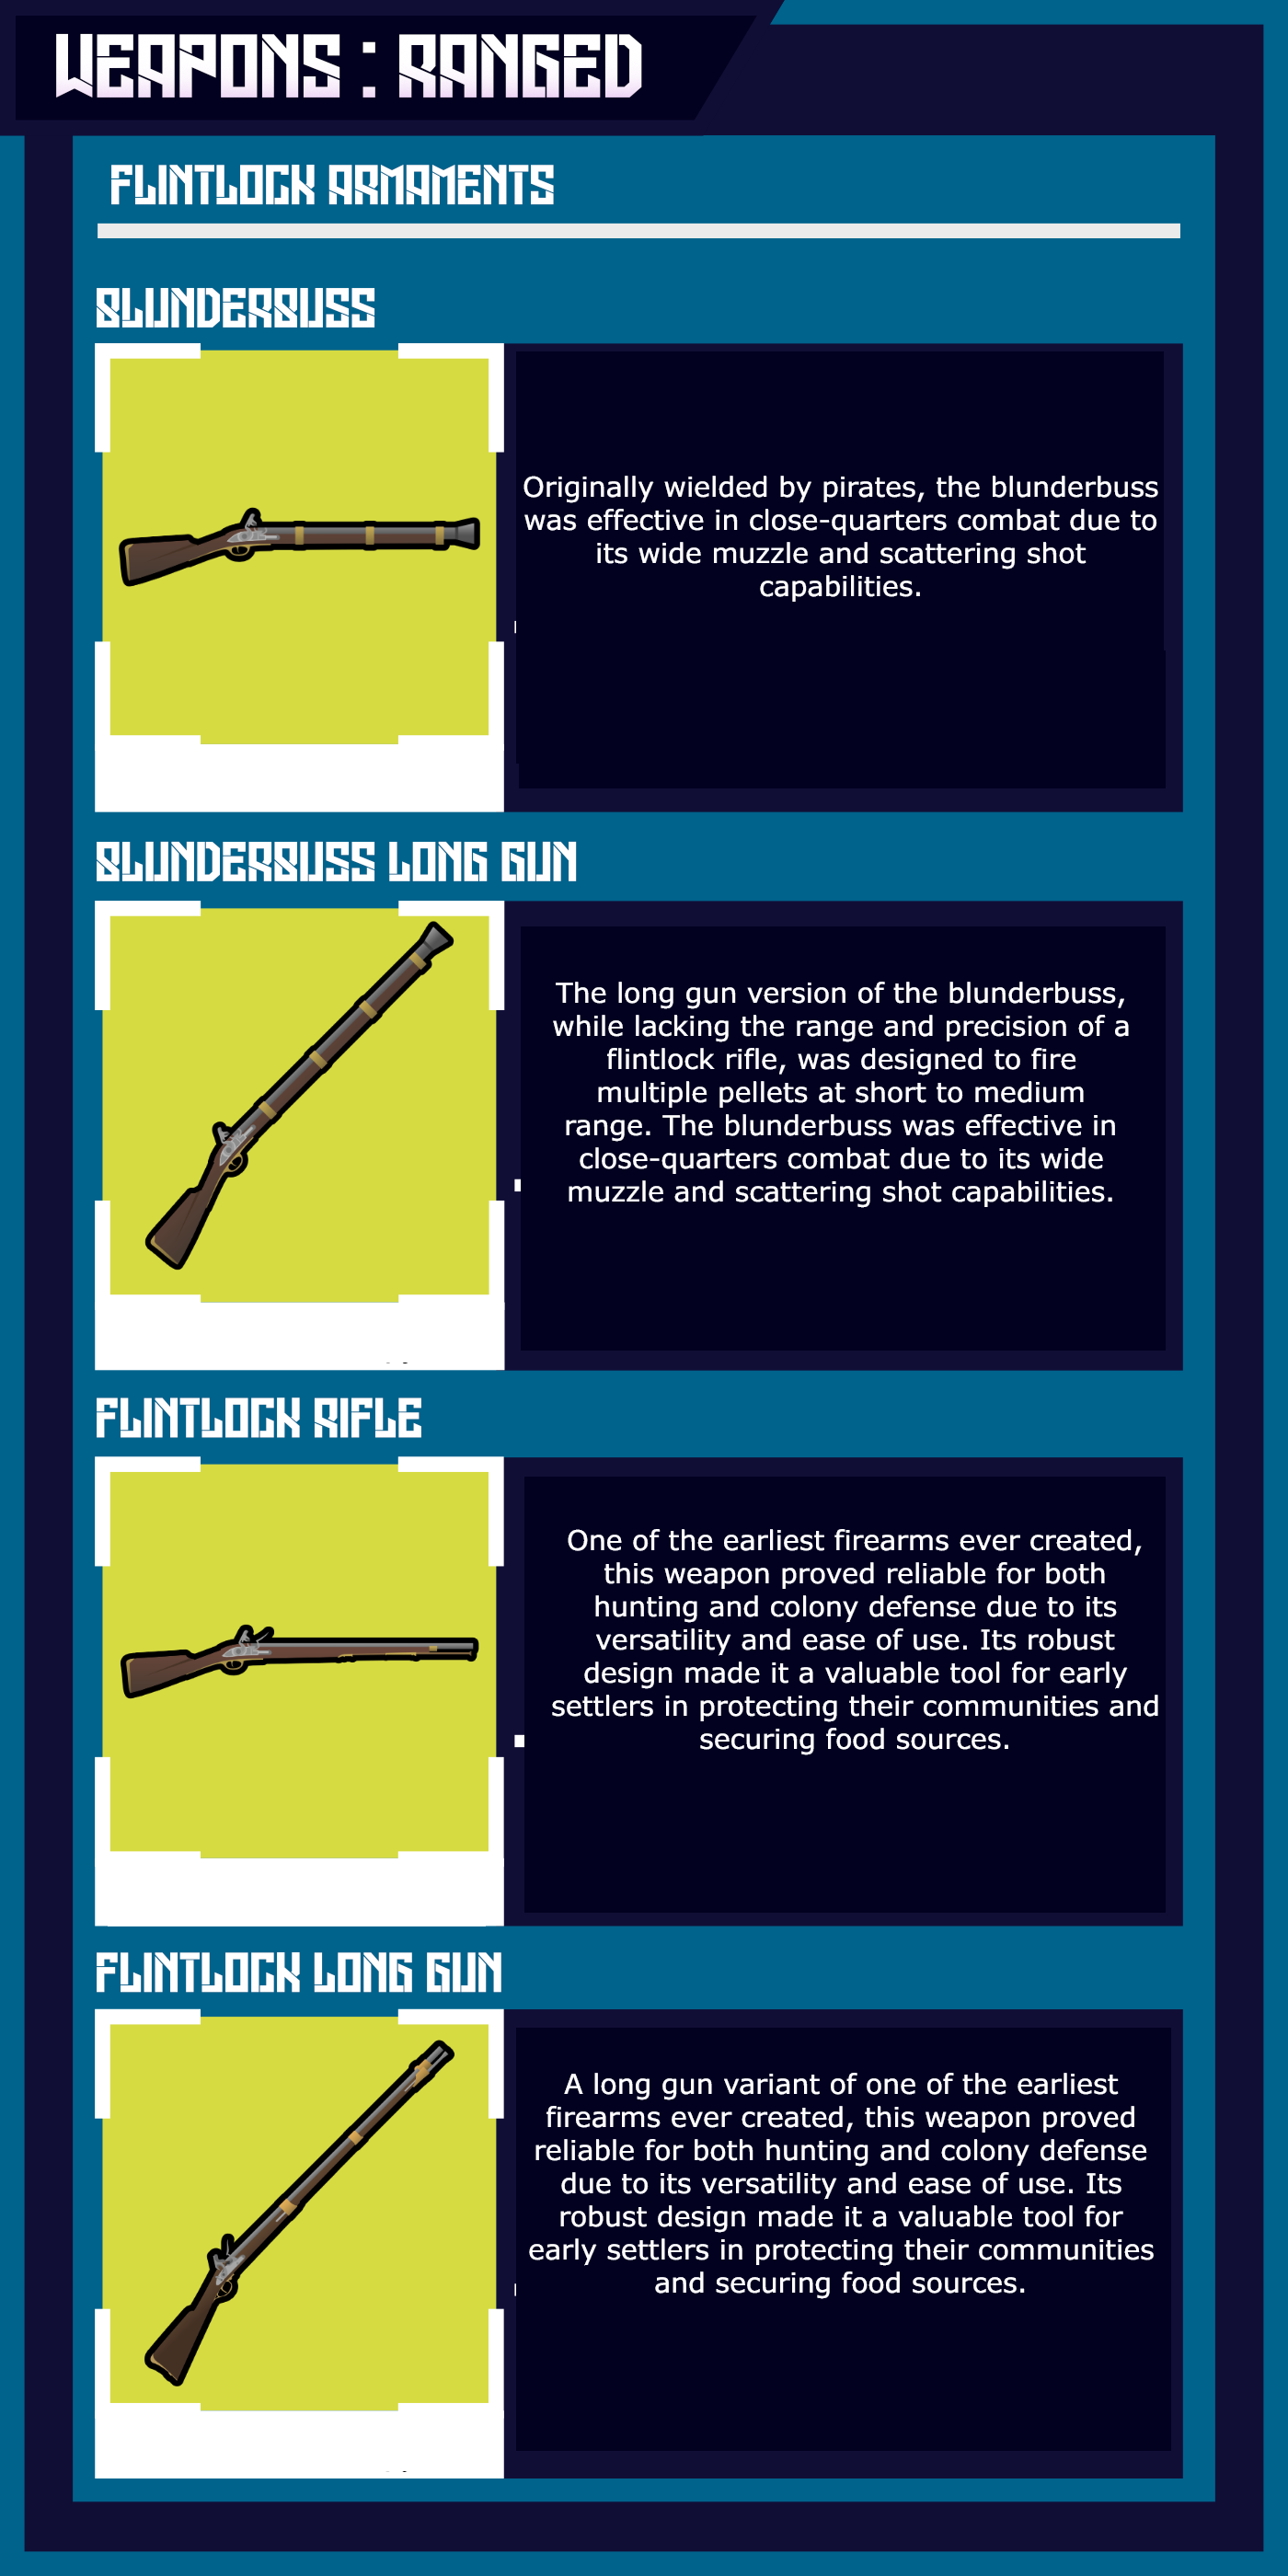 WEAPONS : RANGED
FLINTLOCK ARMAMENTS
BLUNDERBUSS
Originally wielded by pirates, the blunderbuss
was effective in close-quarters combat due to
its wide muzzle and scattering shot
capabilities.
BLUNDERBUSS LONG GUN
The long gun version of the blunderbuss,
while lacking the range and precision of a
flintlock rifle, was designed to fire
multiple pellets at short to medium
range. The blunderbuss was effective in
close-quarters combat due to its wide
muzzle and scattering shot capabilities.
FLINTLOCK RIFLE
One of the earliest firearms ever created,
this weapon proved reliable for both
hunting and colony defense due to its
versatility and ease of use. Its robust
design made it a valuable tool for early
settlers in protecting their communities and
securing food sources.
FLINTLOCK LONG GUN
A long gun variant of one of the earliest
firearms ever created, this weapon proved
reliable for both hunting and colony defense
due to its versatility and ease of use. Its
robust design made it a valuable tool for
early settlers in protecting their communities
and securing food sources.